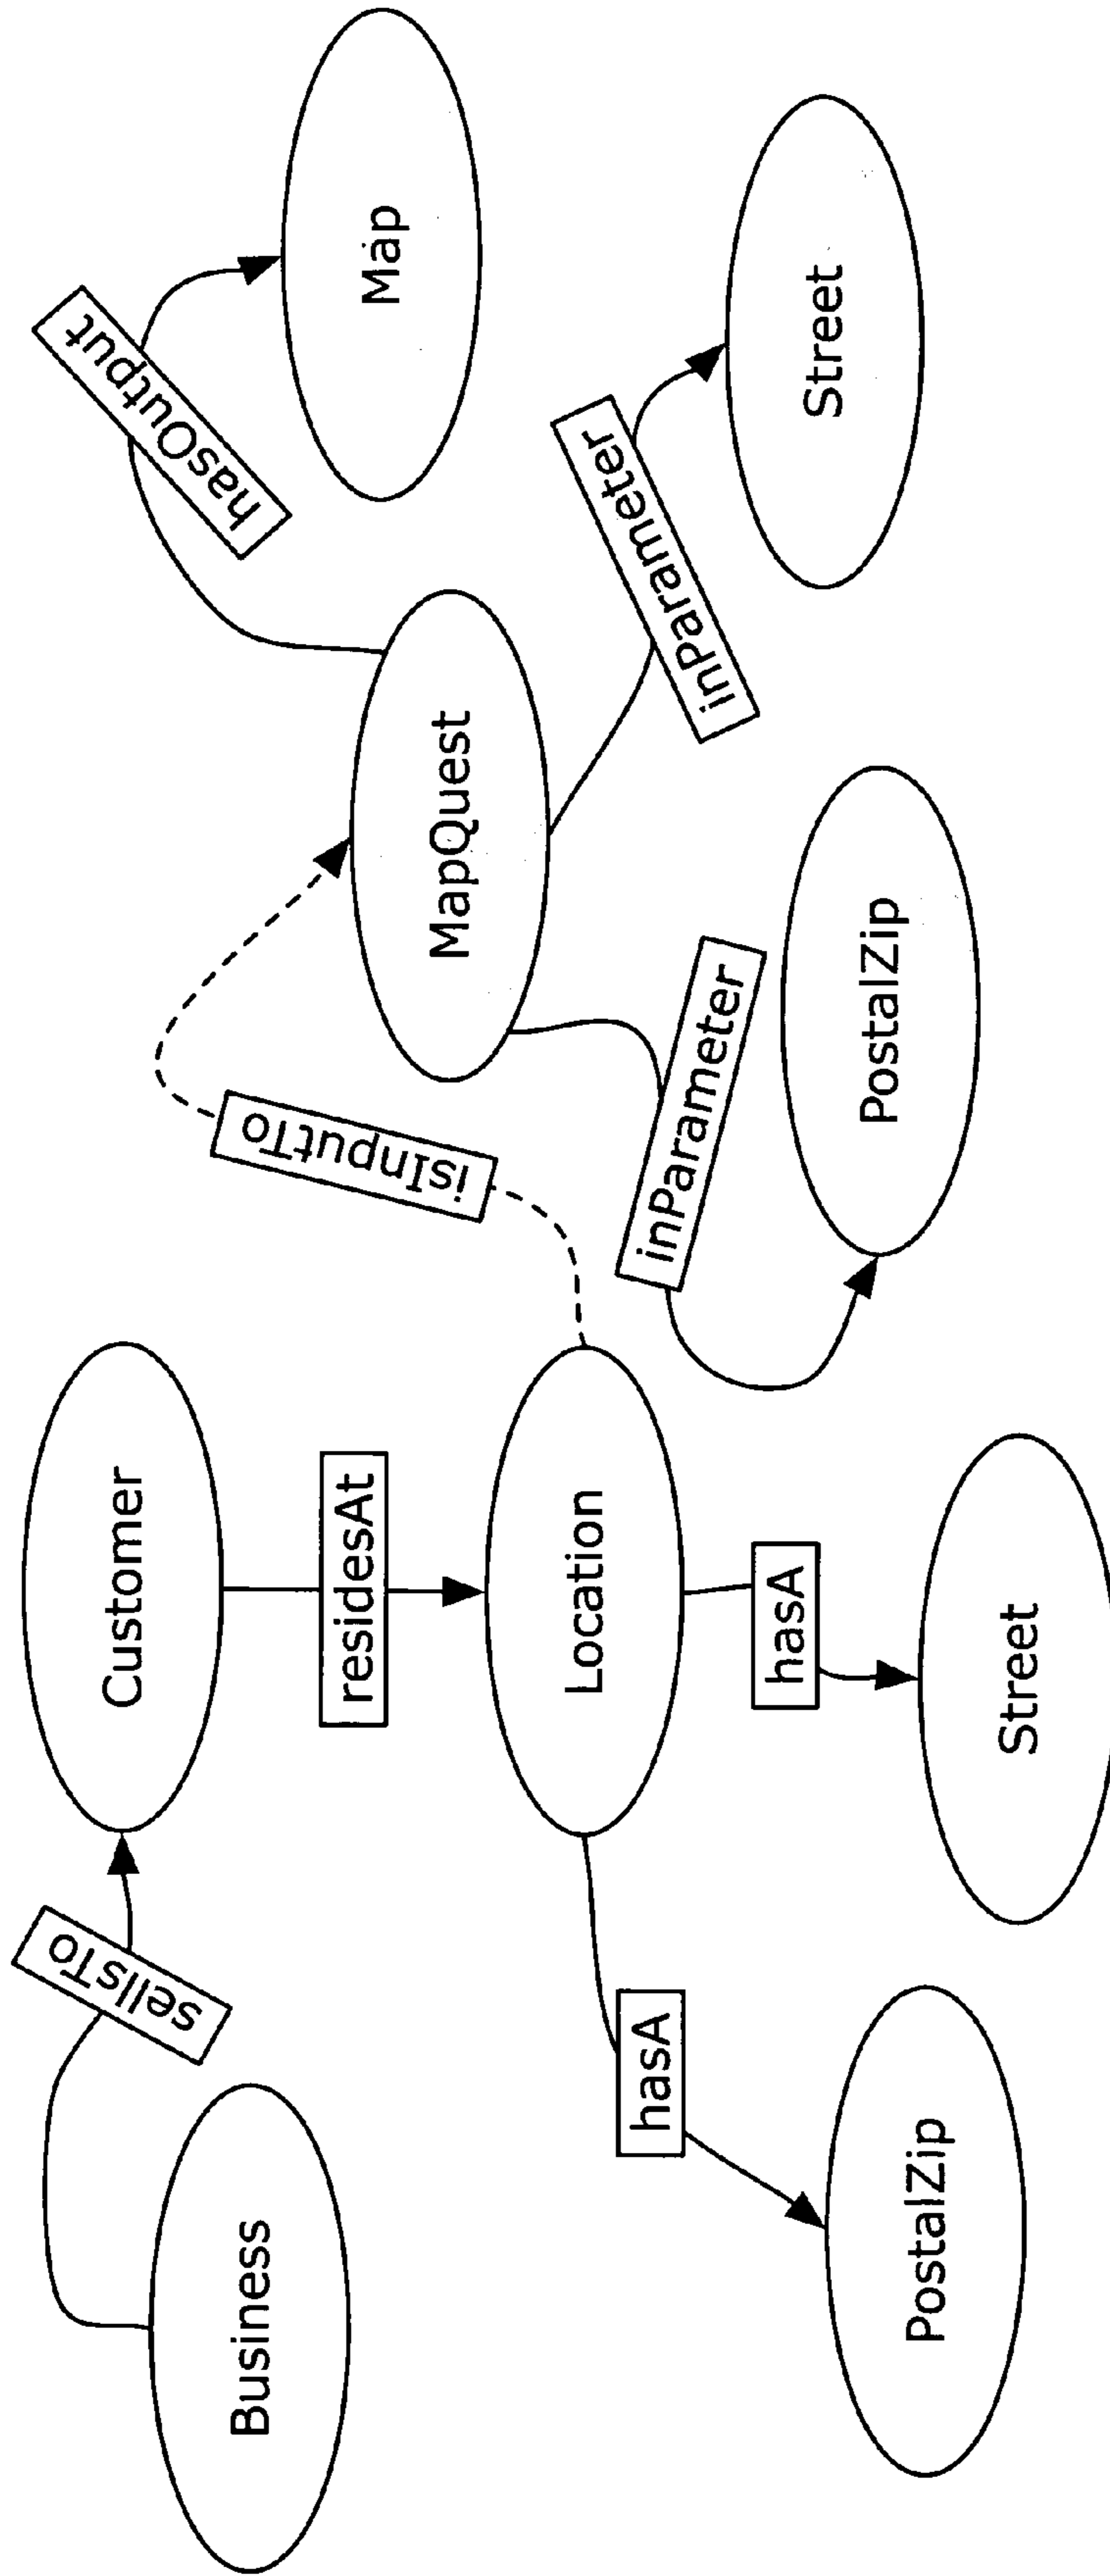 Business
sellsTo
Customer
residesAt
Location
hasA
PostalZip
hasA
Street
isInputTo
MapQuest
hasOutput
Map
inParameter
PostalZip
inParameter
Street